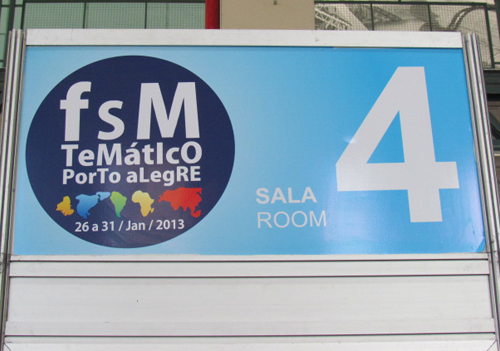 fsM
TeMátIcO
PorTo aLegRE
26 a 31 / Jan / 2013
SALA
ROOM
4